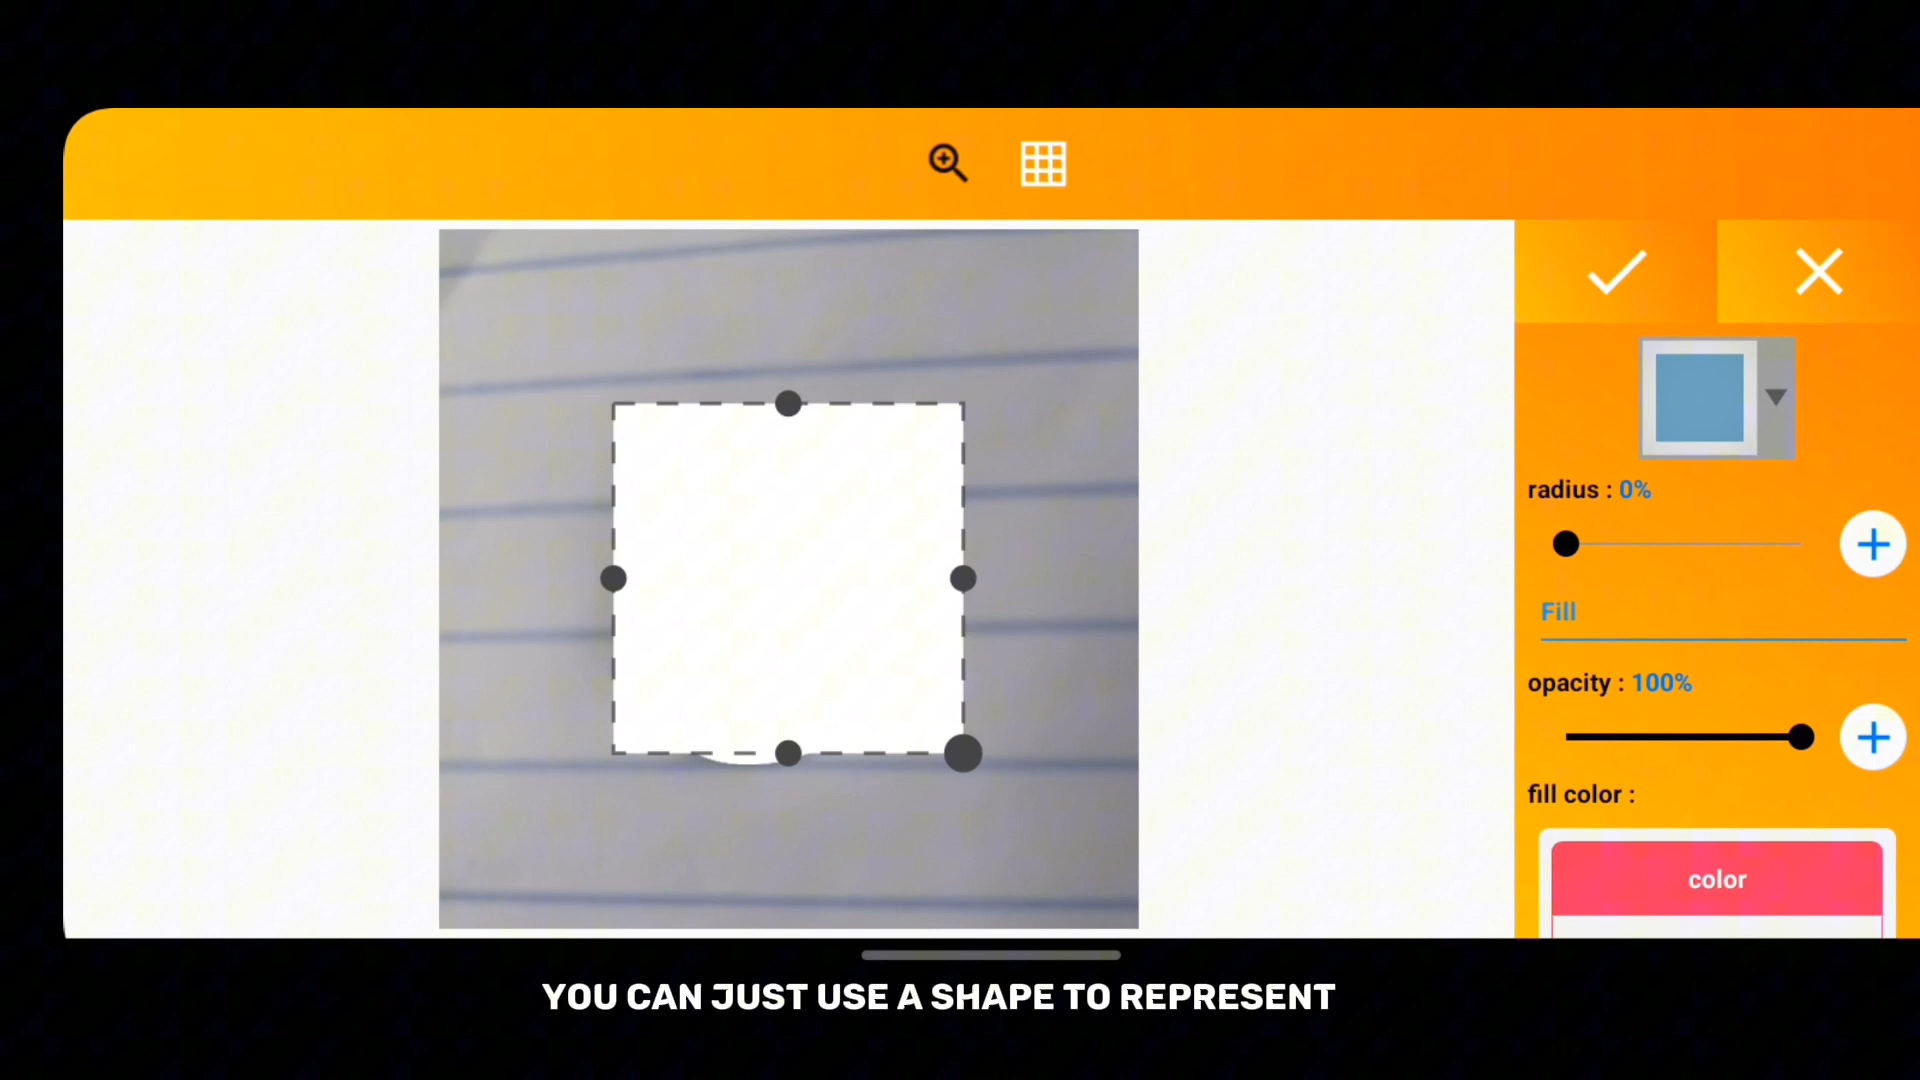 radius : 0%
Fill
opacity : 100%
fill color :
color
YOU CAN JUST USE A SHAPE TO REPRESENT